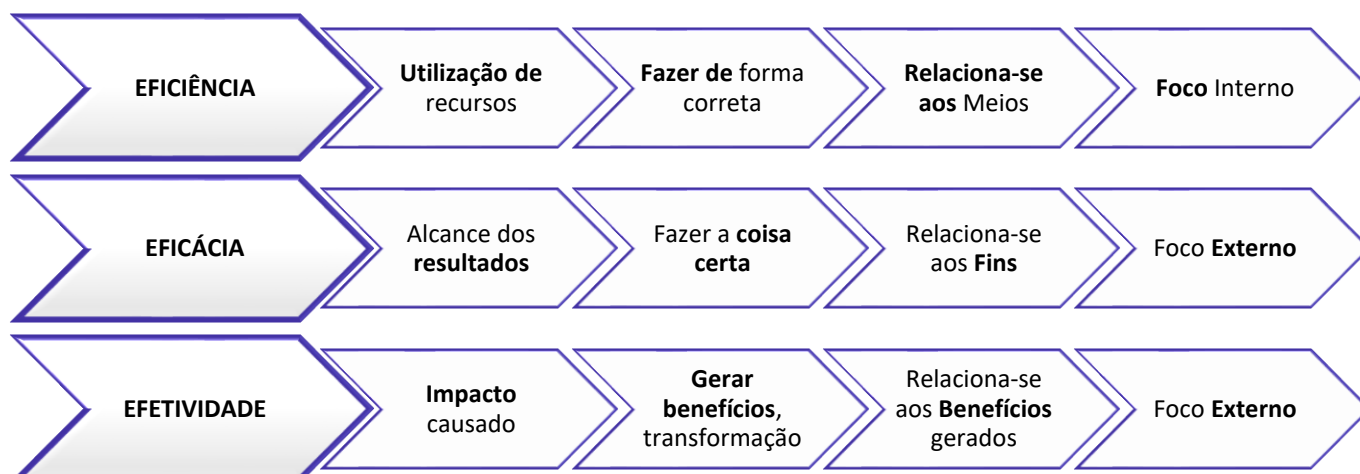 EFICIÊNCIA
Utilização de
recursos
Fazer de forma
correta
Relaciona-se
aos Meios
Foco Interno
EFICÁCIA
Alcance dos
resultados
Fazer a coisa
certa
Relaciona-se
aos Fins
Foco Externo
EFETIVIDADE
Impacto
causado
Gerar
benefícios,
transformação
Relaciona-se
aos Benefícios
gerados
Foco Externo